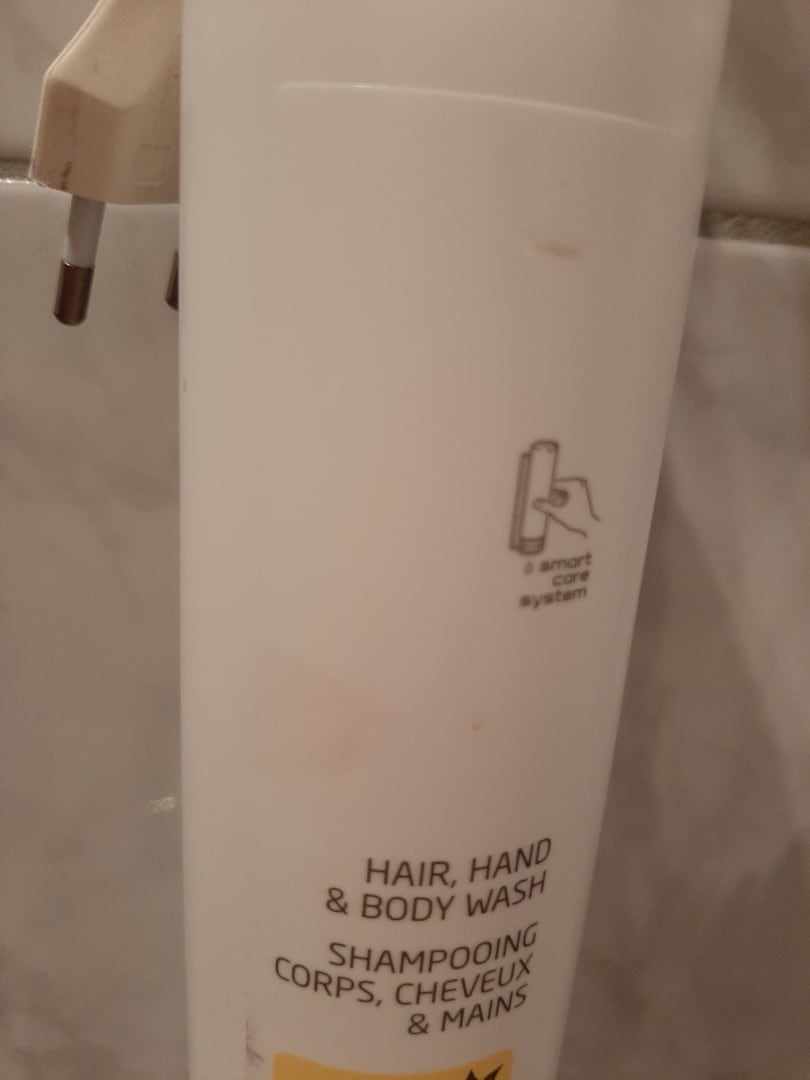 smart
care
system
HAIR, HAND
& BODY WASH
SHAMPOOING
CORPS, CHEVEUX
& MAINS